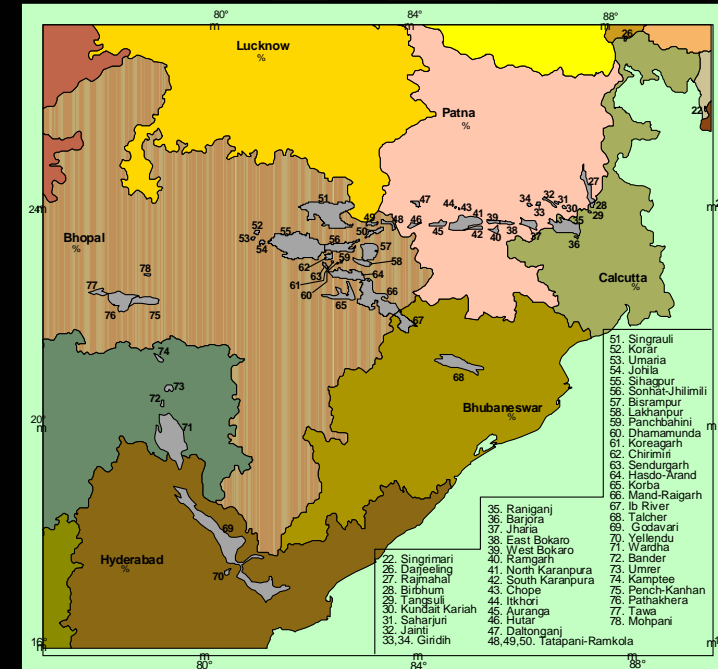 80° 84° 88°
m m m
26
Lucknow
%
Patna
%
22
27
51 47 44 43 34 32 31 30 28
24° 29
m
52 49 48 46 45 41 39 33 35
53 55 50 42 40 38 37 36
54 56 57
Bhopal
%
62 59 58
63 64
Calcutta
%
78 61
77 60 65 66
76 75
67
74
68
73
72
Bhubaneswar
%
20°
m
71
69
Hyderabad
%
70
51. Singrauli
52. Korar
53. Umaria
54. Johila
55. Sihagpur
56. Sonhat-Jhilimili
57. Bisrampur
58. Lakhanpur
59. Panchbahini
60. Dhamamunda
61. Koreagarh
62. Chirimiri
63. Sendurgarh
64. Hasdo-Arand
65. Korba
66. Mand-Raigarh
67. Ib River
68. Talcher
69. Godavari
70. Yellendu
71. Wardha
72. Bander
73. Umrer
74. Kamptee
75. Pench-Kanhan
76. Pathakhera
77. Tawa
78. Mohpani
35. Raniganj
36. Barjora
37. Jharia
38. East Bokaro
39. West Bokaro
40. Ramgarh
41. North Karanpura
42. South Karanpura
43. Chope
44. Itkhori
45. Auranga
46. Hutar
47. Daltonganj
48,49,50. Tatapani-Ramkola
22. Singrimari
26. Darjeeling
27. Rajmahal
28. Birbhum
29. Tangsuli
30. Kundait Kariah
31. Saharjuri
32. Jainti
33,34. Giridih
16°
m
80° 84° 88°
m m m